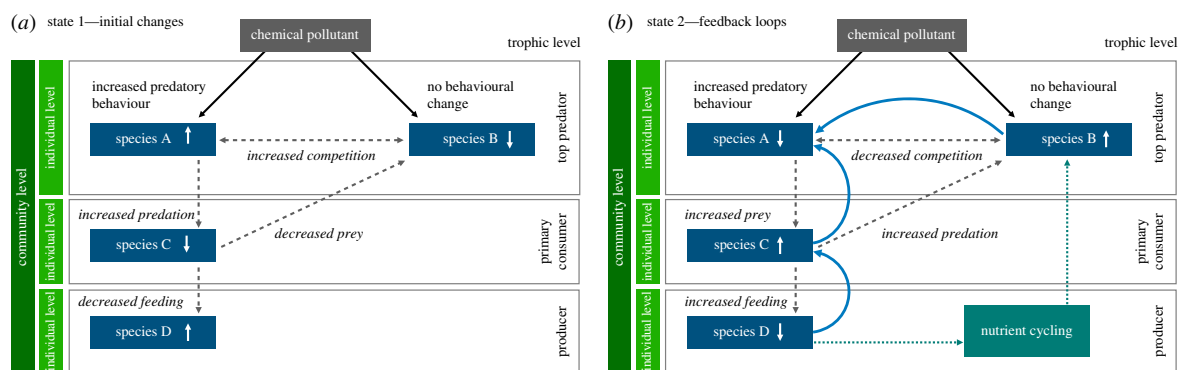 (a) state 1—initial changes
chemical pollutant
trophic level
community level
individual level
increased predatory
behaviour
no behavioural
change
species A ↑
species B ↓
increased competition
top predator
individual level
increased predation
species C ↓
decreased prey
primary
consumer
individual level
decreased feeding
species D ↑
producer
(b) state 2—feedback loops
chemical pollutant
trophic level
community level
individual level
increased predatory
behaviour
no behavioural
change
species A ↓
species B ↑
decreased competition
top predator
individual level
increased prey
species C ↑
increased predation
primary
consumer
individual level
increased feeding
species D ↓
nutrient cycling
producer